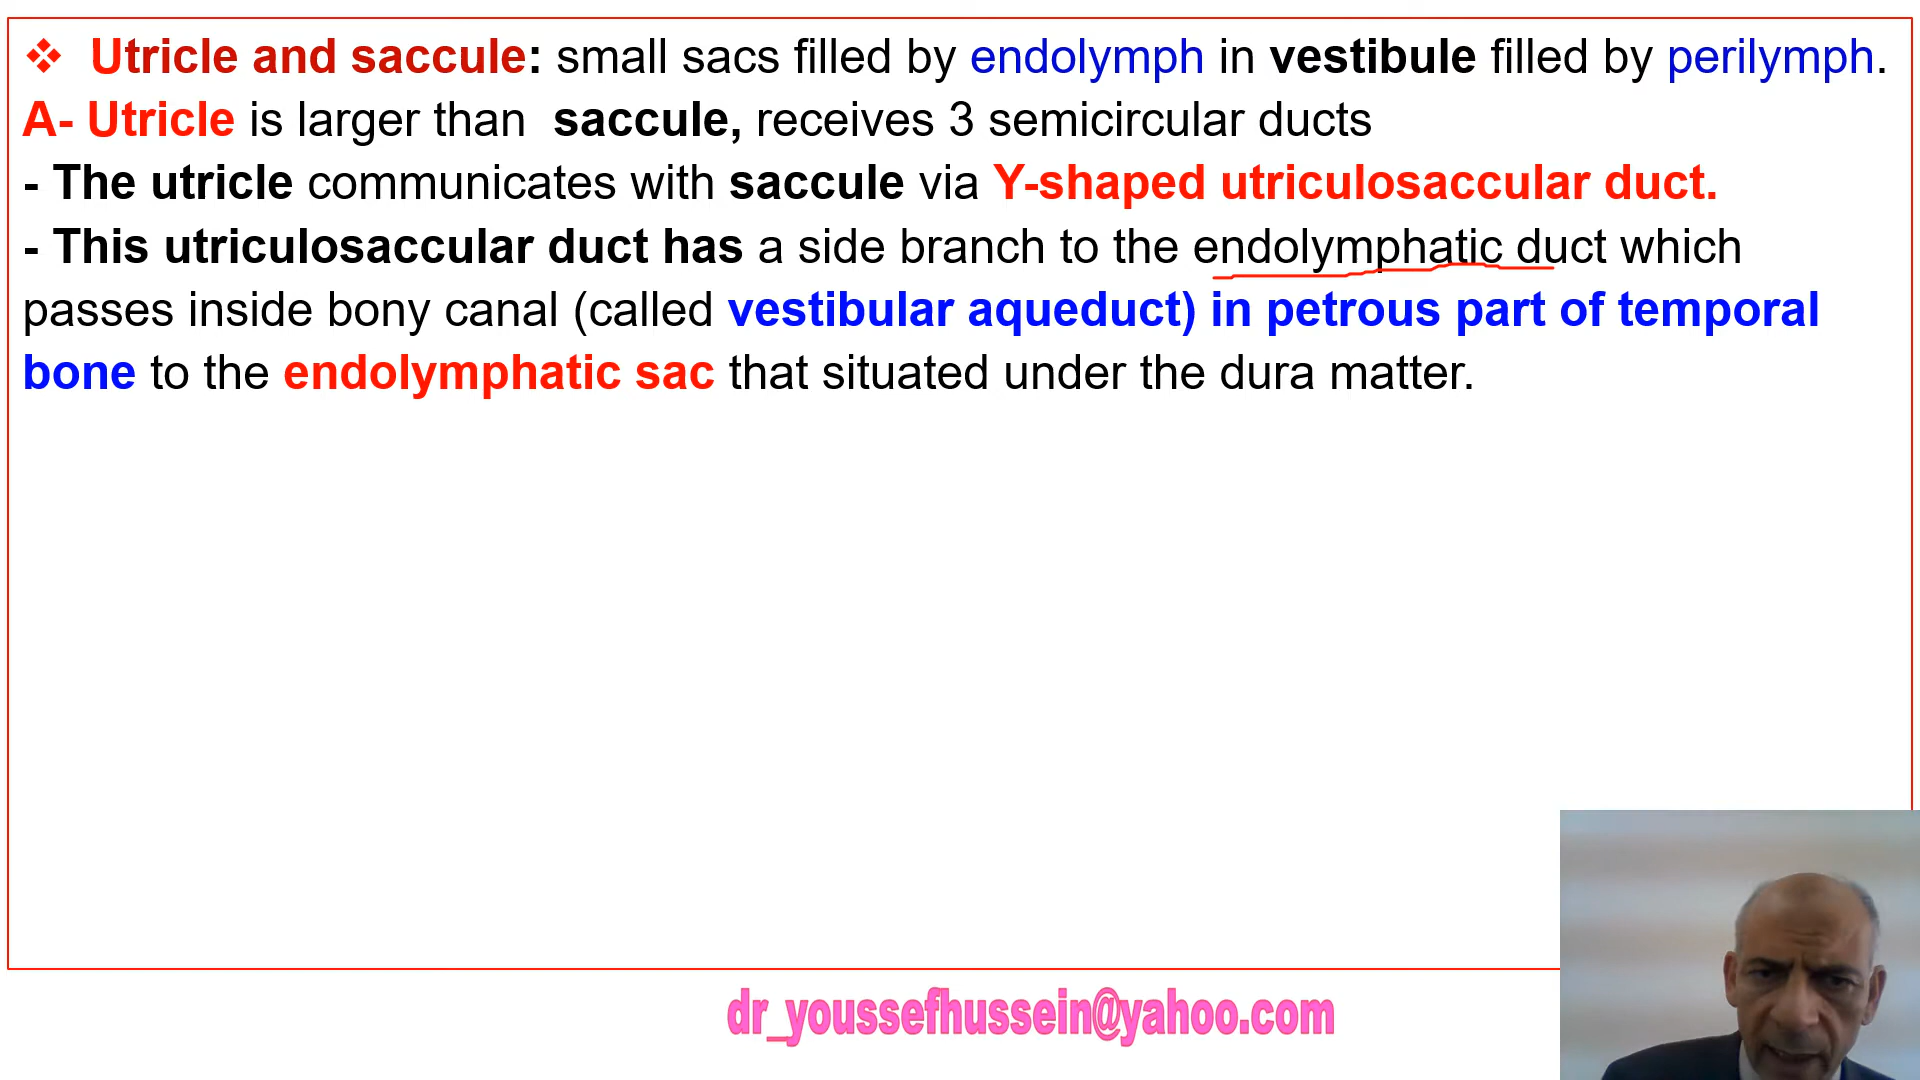 ❖ Utricle and saccule: small sacs filled by endolymph in vestibule filled by perilymph.
A- Utricle is larger than saccule, receives 3 semicircular ducts
- The utricle communicates with saccule via Y-shaped utriculosaccular duct.
- This utriculosaccular duct has a side branch to the endolymphatic duct which
passes inside bony canal (called vestibular aqueduct) in petrous part of temporal
bone to the endolymphatic sac that situated under the dura matter.
dr_youssefhussein@yahoo.com